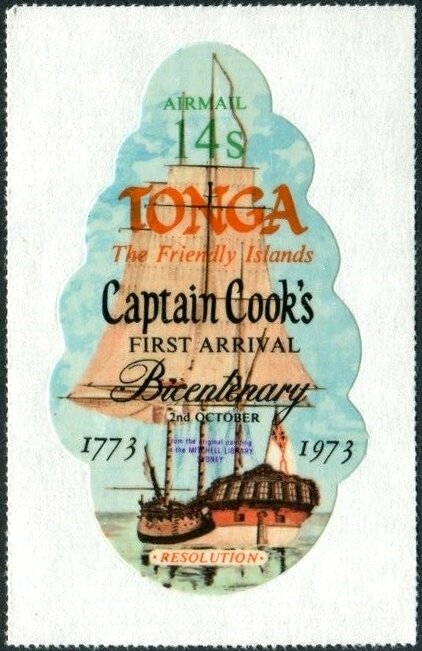 AIRMAIL
14s
TONGA
The Friendly Islands
Captain Cook's
FIRST ARRIVAL
Bicentenary
2nd OCTOBER
1773 1973
from the original painting
in the MITCHELL LIBRARY
SYDNEY
• RESOLUTION •